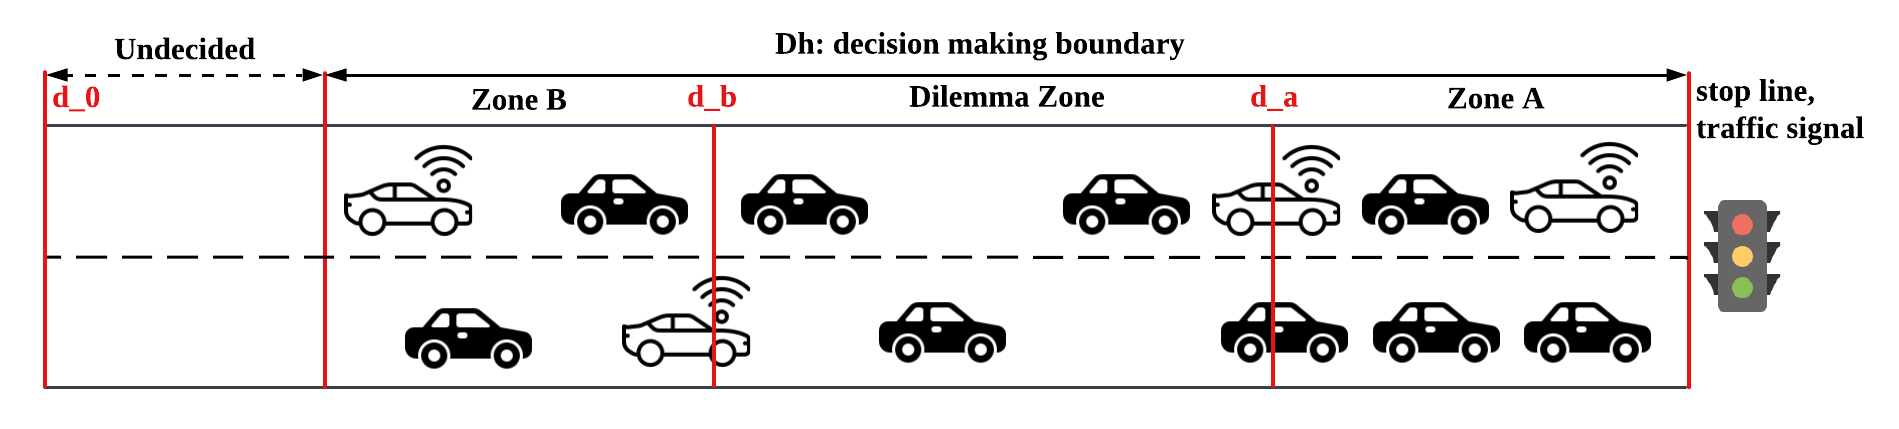 Undecided
Dh: decision making boundary
d_0
Zone B
d_b
Dilemma Zone
d_a
Zone A
stop line,
traffic signal